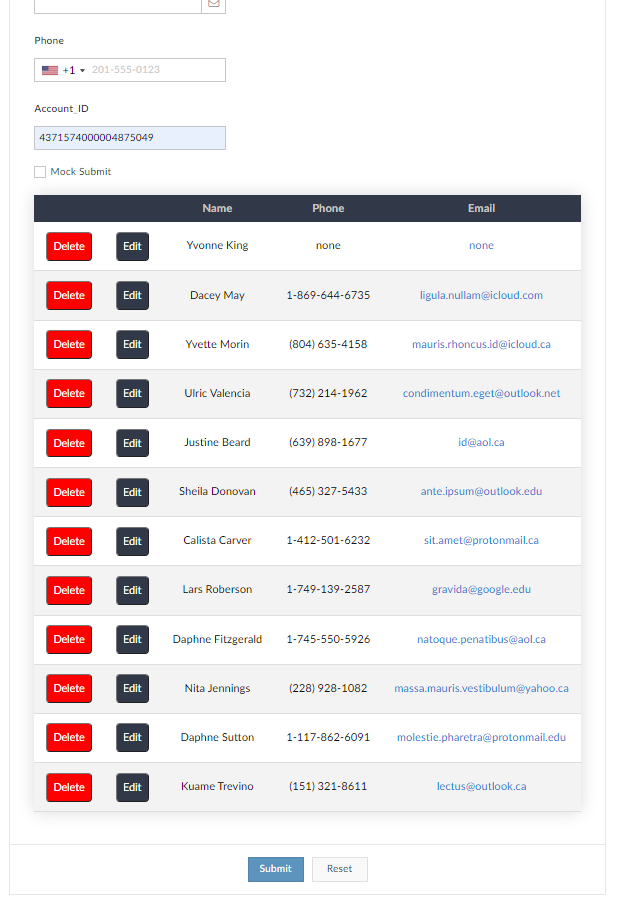 Phone
+1 201-555-0123
Account_ID
4371574000004875049
Mock Submit
Name Phone Email
Delete Edit Yvonne King none none
Delete Edit Dacey May 1-869-644-6735 ligula.nullam@icloud.com
Delete Edit Yvette Morin (804) 635-4158 mauris.rhoncus.id@icloud.ca
Delete Edit Ulric Valencia (732) 214-1962 condimentum.eget@outlook.net
Delete Edit Justine Beard (639) 898-1677 id@aol.ca
Delete Edit Sheila Donovan (465) 327-5433 ante.ipsum@outlook.edu
Delete Edit Calista Carver 1-412-501-6232 sit.amet@protonmail.ca
Delete Edit Lars Roberson 1-749-139-2587 gravida@google.edu
Delete Edit Daphne Fitzgerald 1-745-550-5926 natoque.penatibus@aol.ca
Delete Edit Nita Jennings (228) 928-1082 massa.mauris.vestibulum@yahoo.ca
Delete Edit Daphne Sutton 1-117-862-6091 molestie.pharetra@protonmail.edu
Delete Edit Kuame Trevino (151) 321-8611 lectus@outlook.ca
Submit Reset